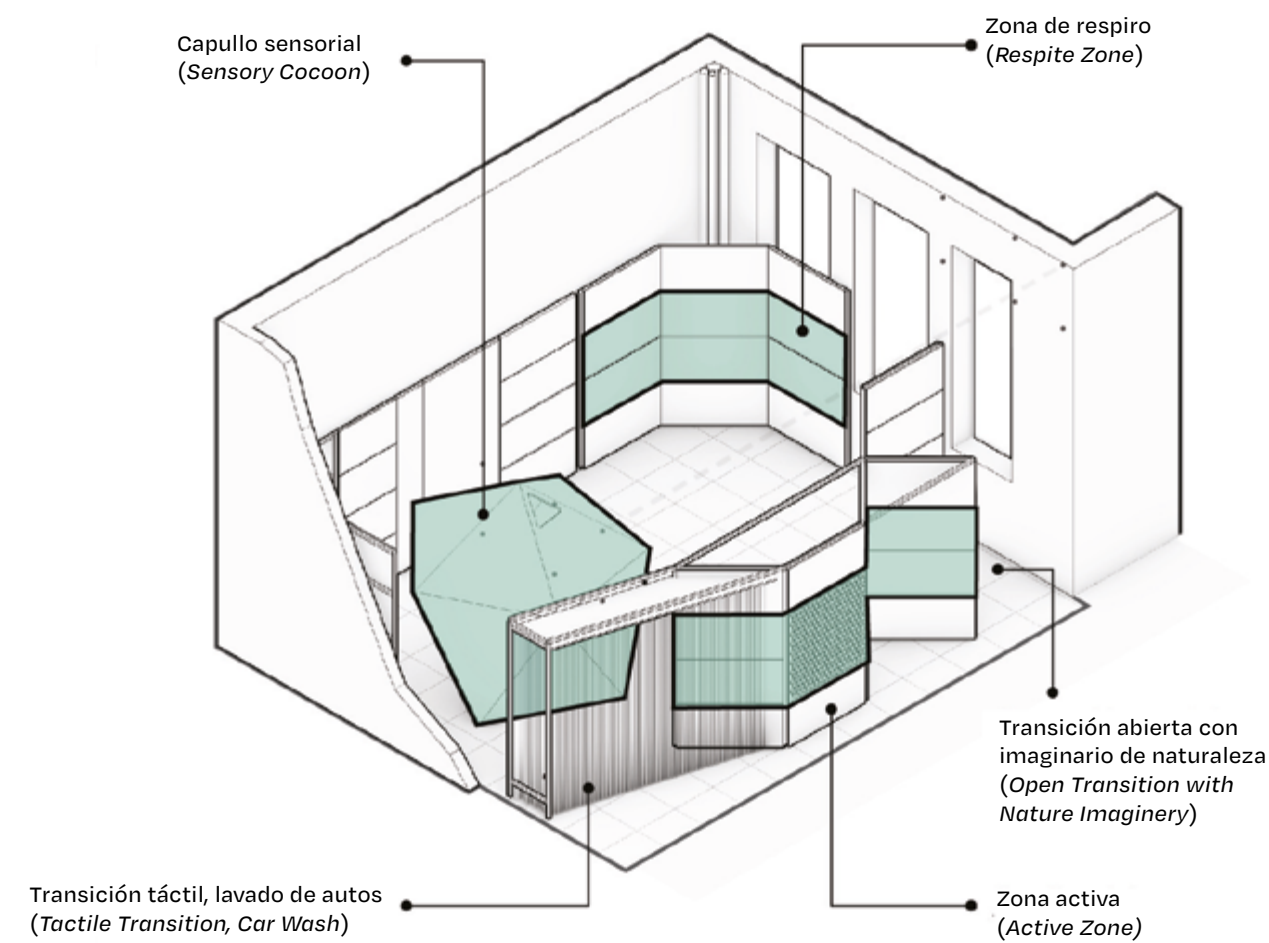 Capullo sensorial
(Sensory Cocoon)
Zona de respiro
(Respite Zone)
Transición abierta con
imaginario de naturaleza
(Open Transition with
Nature Imaginery)
Transición táctil, lavado de autos
(Tactile Transition, Car Wash)
Zona activa
(Active Zone)